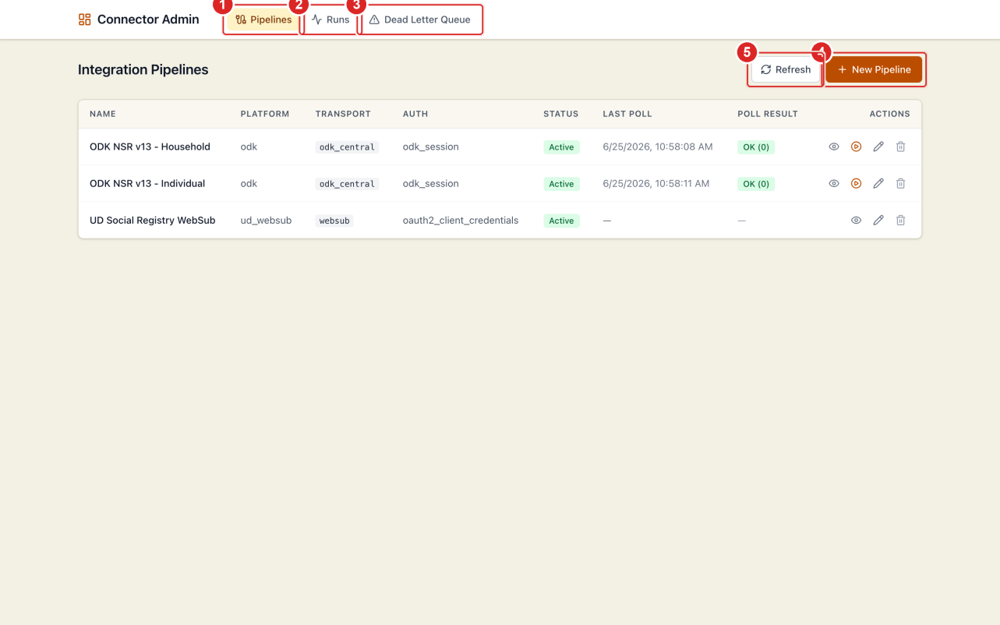 1 2 3
Connector Admin Pipelines Runs Dead Letter Queue
5 4
Integration Pipelines Refresh + New Pipeline
NAME PLATFORM TRANSPORT AUTH STATUS LAST POLL POLL RESULT ACTIONS
ODK NSR v13 - Household odk odk_central odk_session Active 6/25/2026, 10:58:08 AM OK (0)
ODK NSR v13 - Individual odk odk_central odk_session Active 6/25/2026, 10:58:11 AM OK (0)
UD Social Registry WebSub ud_websub websub oauth2_client_credentials Active — —